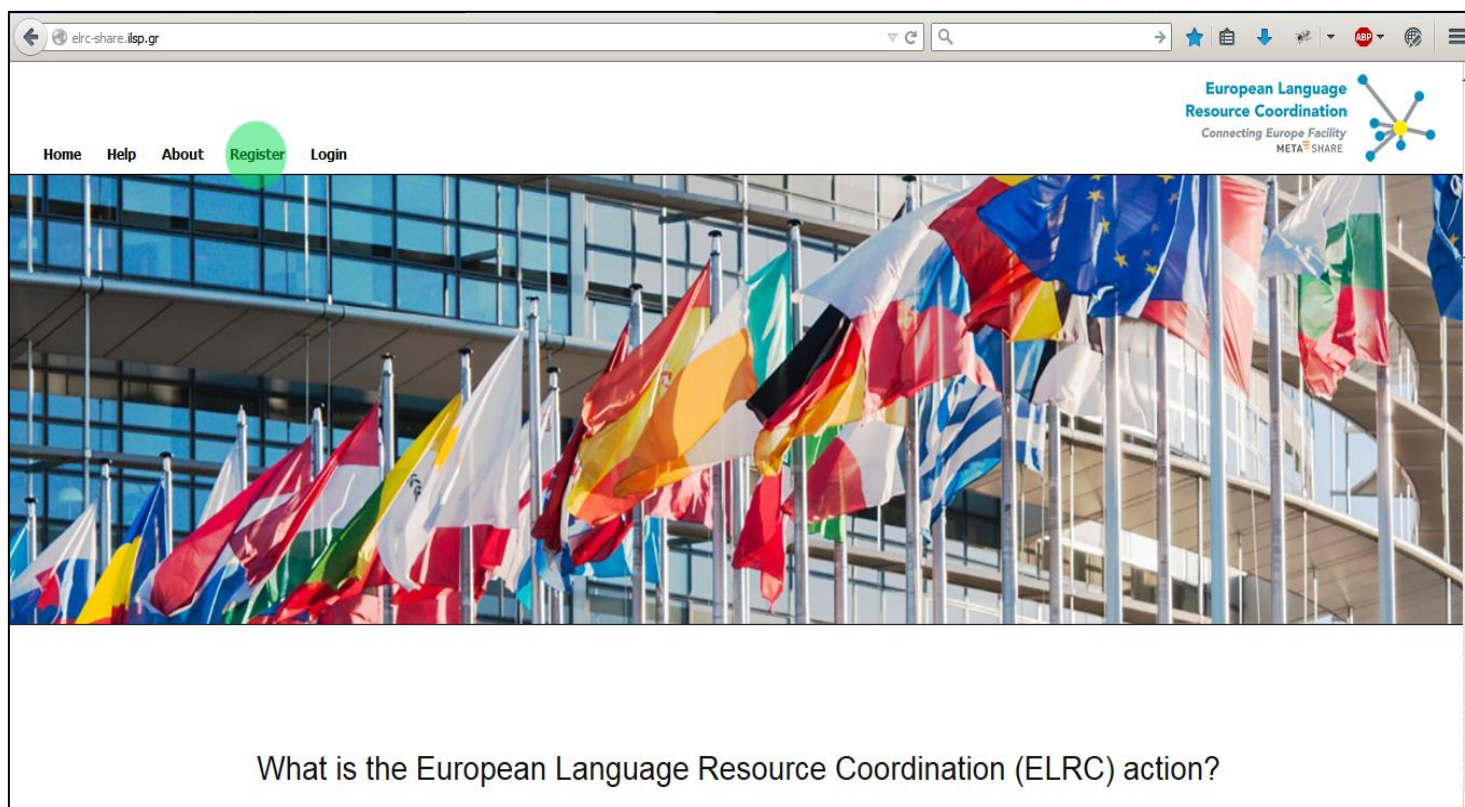 elrc-share.ilsp.gr
ABP
European Language
Resource Coordination
Connecting Europe Facility
META SHARE
Home Help About Register Login
What is the European Language Resource Coordination (ELRC) action?